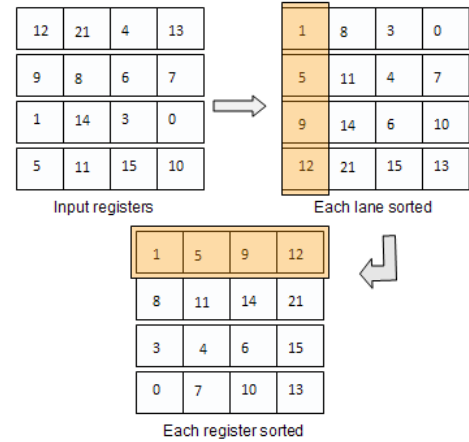 12 21 4 13
9 8 6 7
1 14 3 0
5 11 15 10
Input registers
1 8 3 0
5 11 4 7
9 14 6 10
12 21 15 13
Each lane sorted
1 5 9 12
8 11 14 21
3 4 6 15
0 7 10 13
Each register sorted